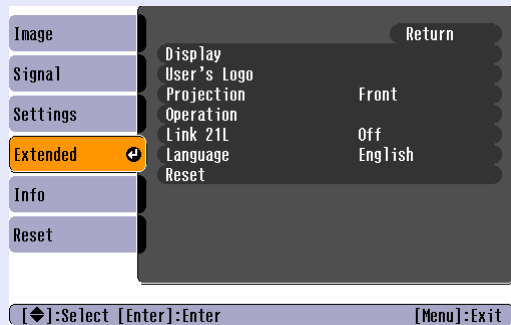 Image
Signal
Settings
Extended
Info
Reset
Return
Display
User's Logo
Projection Front
Operation
Link 21L Off
Language English
Reset
[◆]:Select [Enter]:Enter [Menu]:Exit